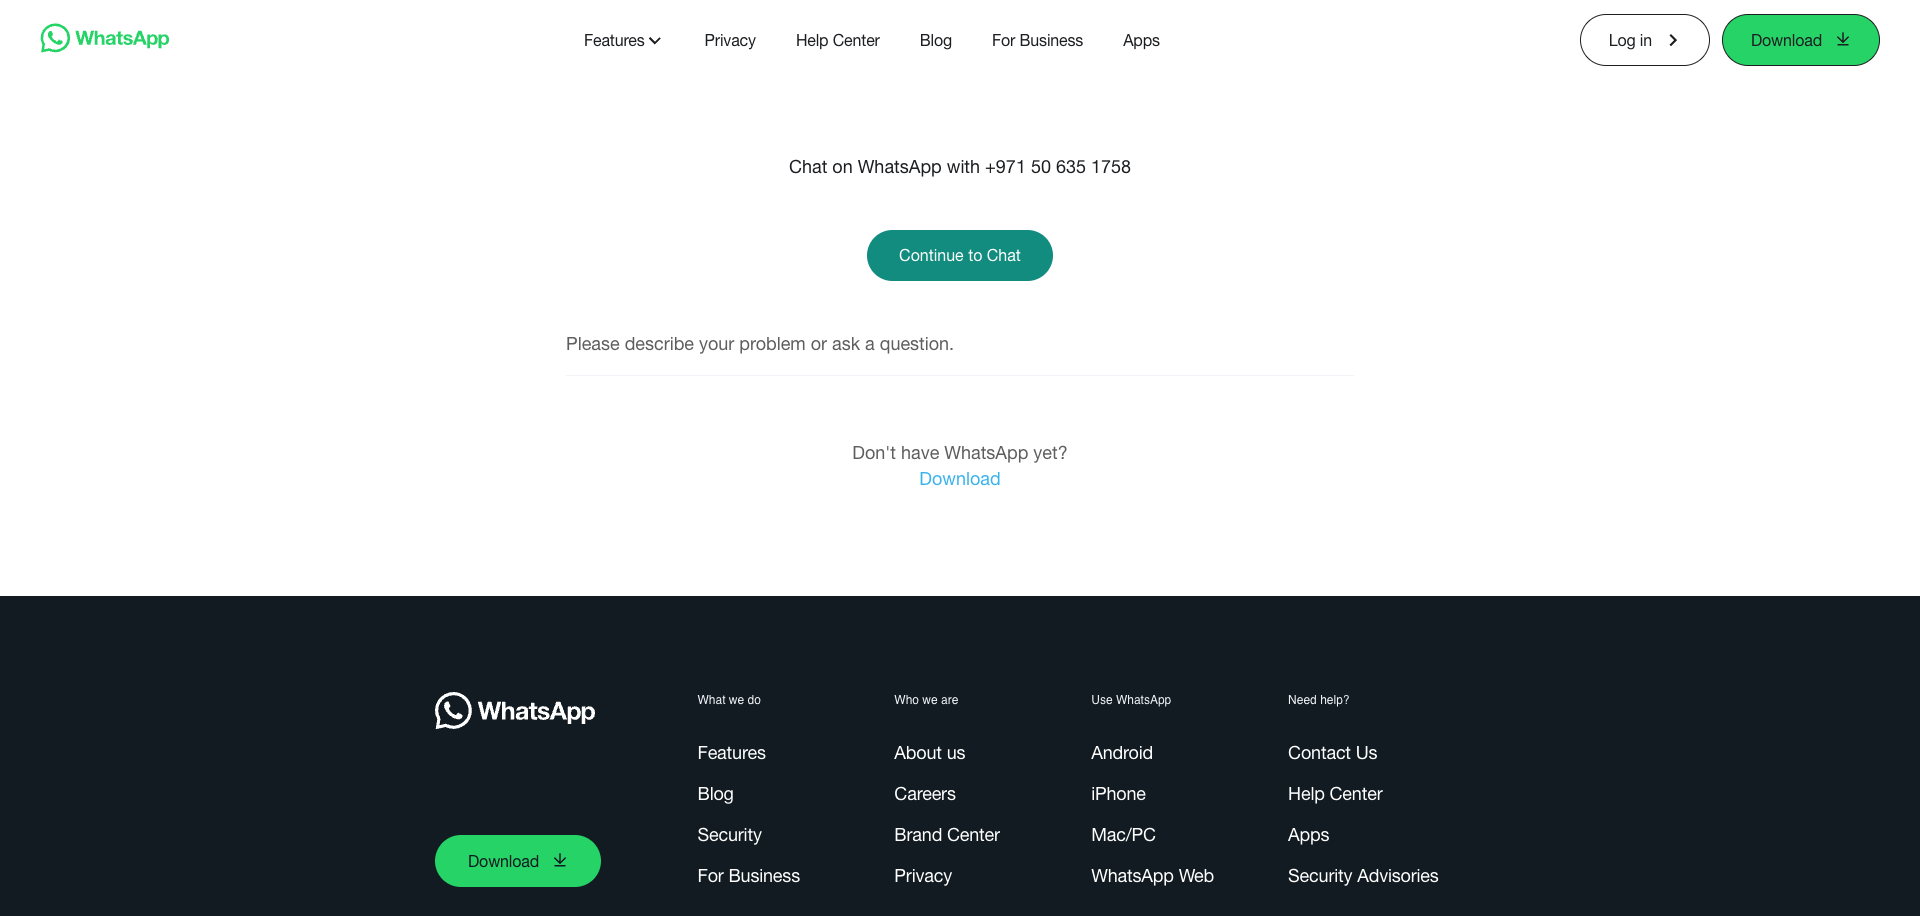 WhatsApp
Features
Privacy
Help Center
Blog
For Business
Apps
Log in
Download
Chat on WhatsApp with +971 50 635 1758
Continue to Chat
Please describe your problem or ask a question.
Don't have WhatsApp yet?
Download
WhatsApp
Download
What we do
Features
Blog
Security
For Business
Who we are
About us
Careers
Brand Center
Privacy
Use WhatsApp
Android
iPhone
Mac/PC
WhatsApp Web
Need help?
Contact Us
Help Center
Apps
Security Advisories